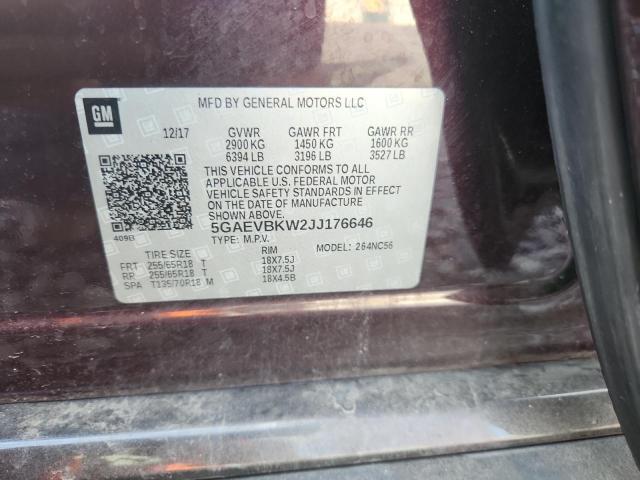 GM
MFD BY GENERAL MOTORS LLC
12/17 GVWR GAWR FRT GAWR RR
2900 KG 1450 KG 1600 KG
6394 LB 3196 LB 3527 LB
THIS VEHICLE CONFORMS TO ALL
APPLICABLE U.S. FEDERAL MOTOR
VEHICLE SAFETY STANDARDS IN EFFECT
ON THE DATE OF MANUFACTURE
SHOWN ABOVE.
409B 5GAEVBKW2JJ176646
TYPE: M.P.V. MODEL: 264NC56
TIRE SIZE RIM
FRT 255/65R18 T 18X7.5J
RR 255/65R18 T 18X7.5J
SPA T135/70R18 M 18X4.5B